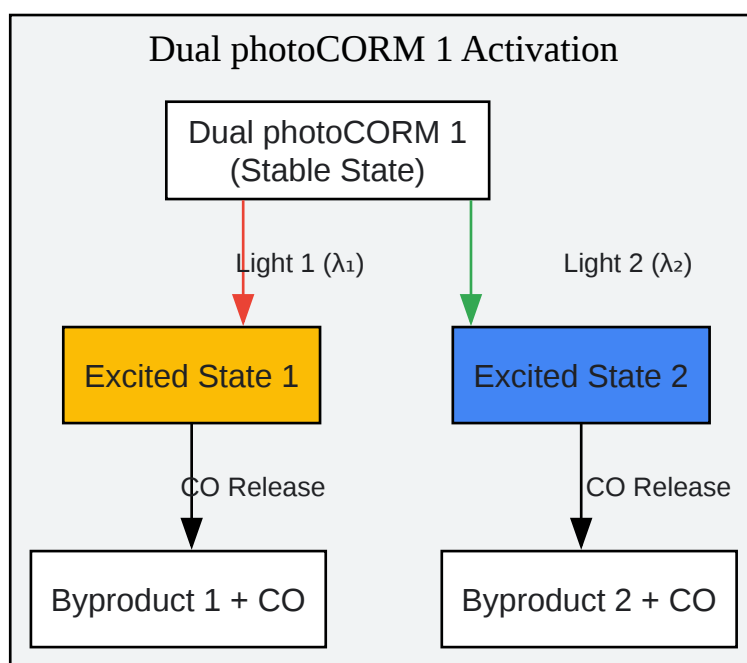 Dual photoCORM 1 Activation
Dual photoCORM 1
(Stable State)
Light 1 (λ₁)
Light 2 (λ₂)
Excited State 1
Excited State 2
CO Release
CO Release
Byproduct 1 + CO
Byproduct 2 + CO